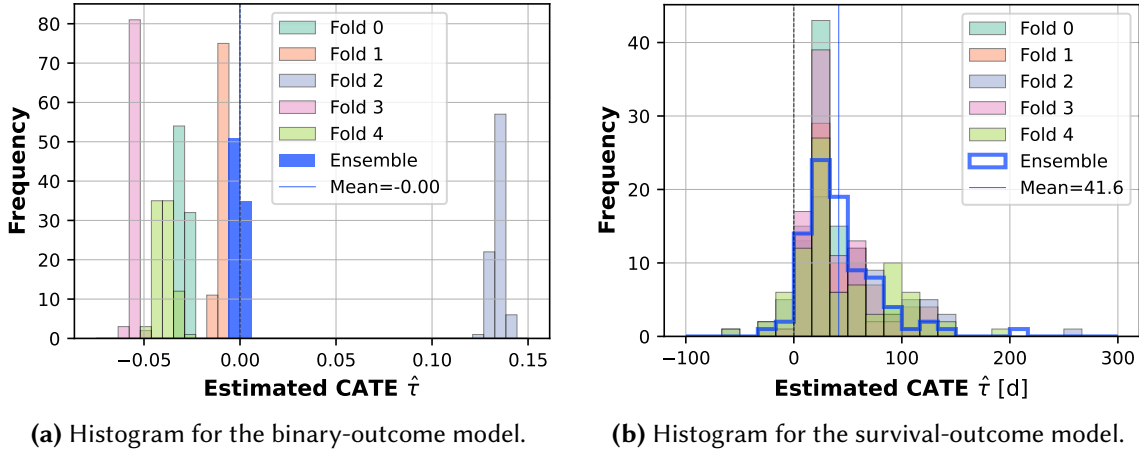 80
70
60
50
40
30
20
10
0
Frequency
−0.05
0.00
0.05
0.10
0.15
Estimated CATE τ̂
Fold 0
Fold 1
Fold 2
Fold 3
Fold 4
Ensemble
Mean=-0.00
(a) Histogram for the binary-outcome model.
40
30
20
10
0
Frequency
−100
0
100
200
300
Estimated CATE τ̂ [d]
Fold 0
Fold 1
Fold 2
Fold 3
Fold 4
Ensemble
Mean=41.6
(b) Histogram for the survival-outcome model.